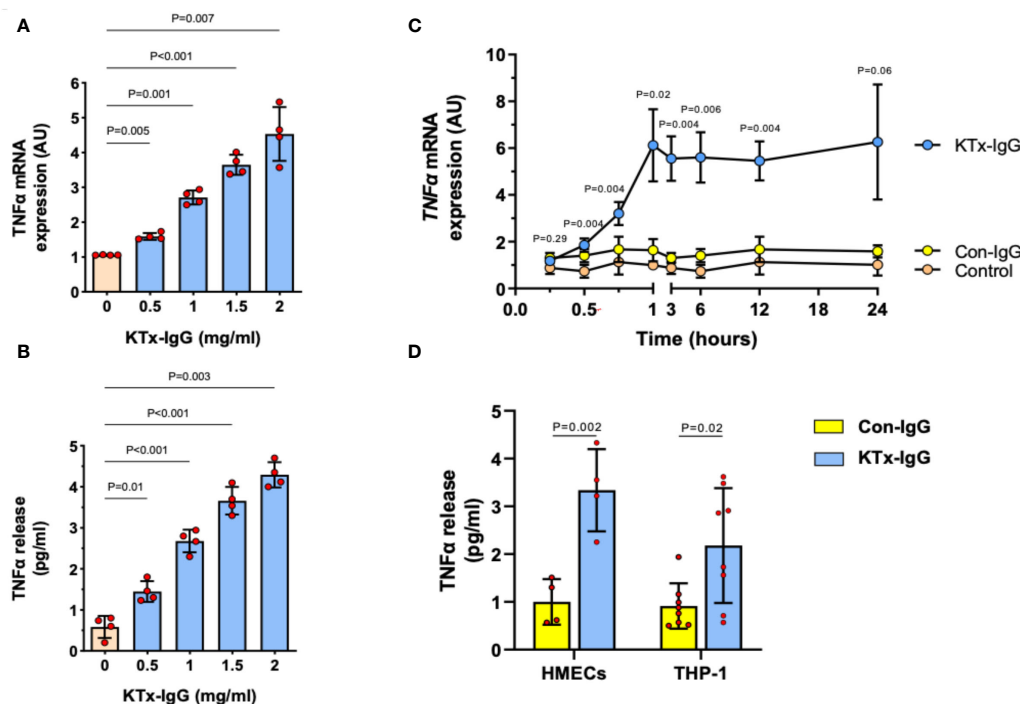 A
P=0.007
P<0.001
P=0.001
P=0.005
TNFα mRNA
expression (AU)
6
5
4
3
2
1
0
0 0.5 1 1.5 2
KTx-IgG (mg/ml)
B
P=0.003
P<0.001
P<0.001
P=0.01
TNFα release
(pg/ml)
5
4
3
2
1
0
0 0.5 1 1.5 2
KTx-IgG (mg/ml)
C
TNFα mRNA
expression (AU)
10
8
6
4
2
0
P=0.29
P=0.004
P=0.004
P=0.02
P=0.004
P=0.006
P=0.004
P=0.06
KTx-IgG
Con-IgG
Control
0.0 0.5 1 3 6 12 18 24
Time (hours)
D
TNFα release
(pg/ml)
5
4
3
2
1
0
P=0.002
P=0.02
Con-IgG
KTx-IgG
HMECs THP-1